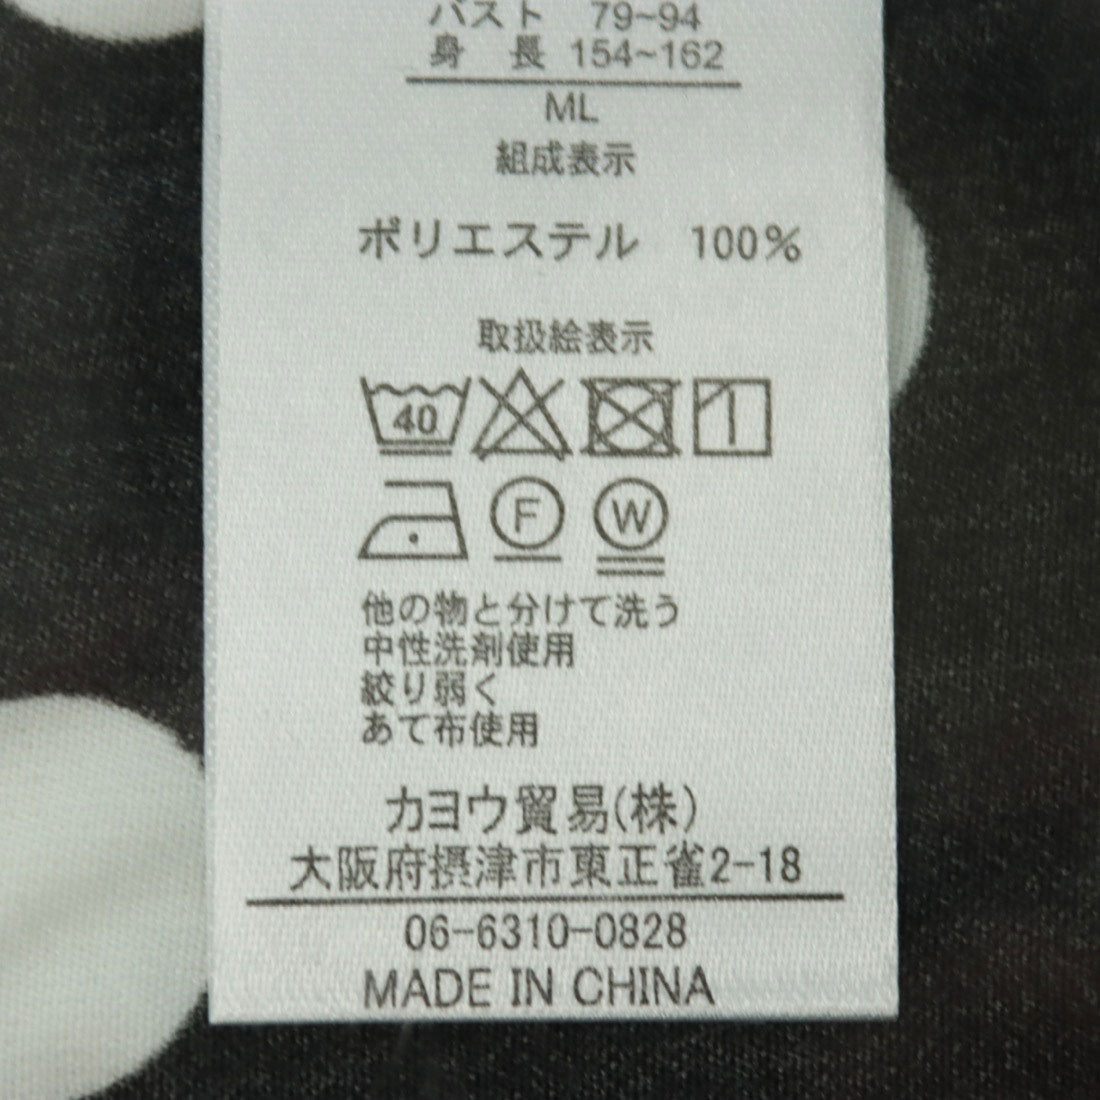 バスト 79~94
身 長 154~162
ML
組成表示
ポリエステル 100%
取扱絵表示
40
F W
他の物と分けて洗う
中性洗剤使用
絞り弱く
あて布使用
カヨウ貿易(株)
大阪府摂津市東正雀2-18
06-6310-0828
MADE IN CHINA